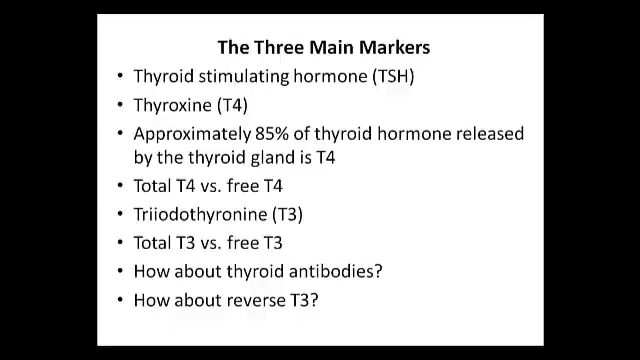 The Three Main Markers
• Thyroid stimulating hormone (TSH)
• Thyroxine (T4)
• Approximately 85% of thyroid hormone released
by the thyroid gland is T4
• Total T4 vs. free T4
• Triiodothyronine (T3)
• Total T3 vs. free T3
• How about thyroid antibodies?
• How about reverse T3?